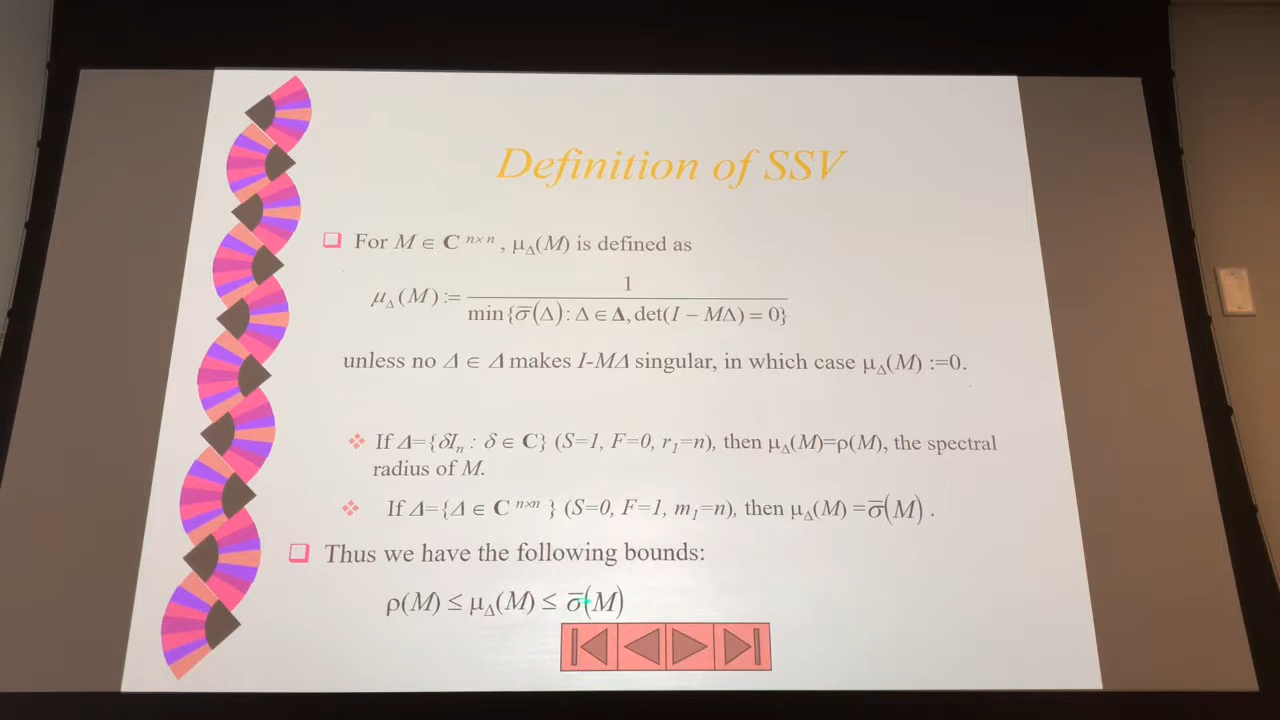 Definition of SSV
For M ∈ C n×n , μΔ(M) is defined as
μΔ(M) := 1 / min{σ̅(Δ) : Δ ∈ Δ, det(I − MΔ) = 0}
unless no Δ ∈ Δ makes I-MΔ singular, in which case μΔ(M) :=0.
If Δ={δIn : δ ∈ C} (S=1, F=0, r1=n), then μΔ(M)=ρ(M), the spectral
radius of M.
If Δ={Δ ∈ C n×n } (S=0, F=1, m1=n), then μΔ(M) =σ̅(M) .
Thus we have the following bounds:
ρ(M) ≤ μΔ(M) ≤ σ̅(M)